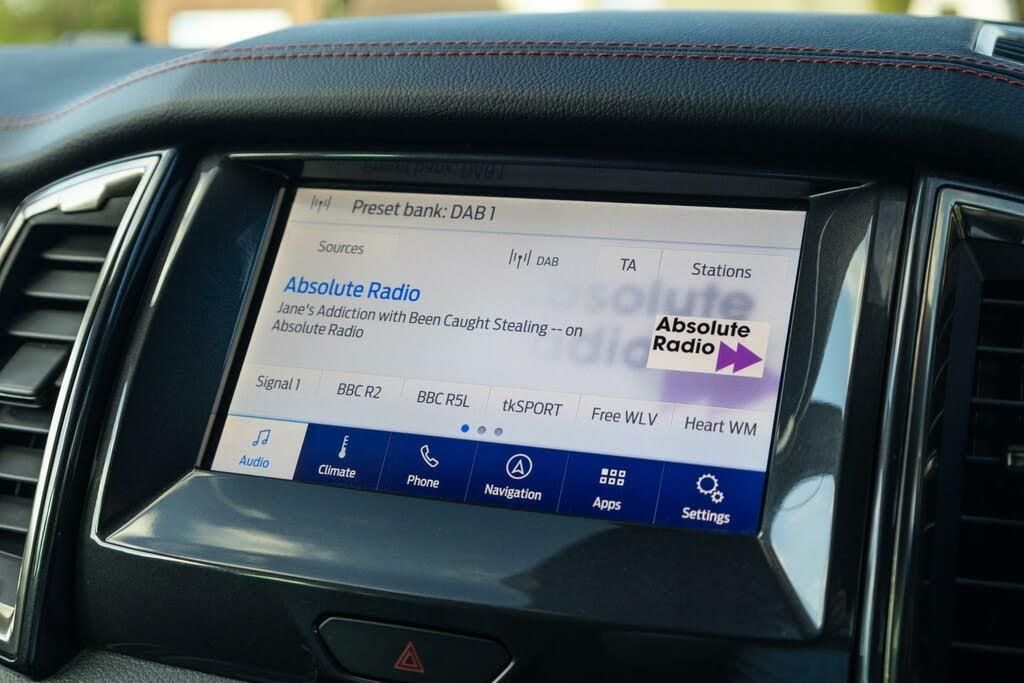 Preset bank: DAB 1
Sources
DAB
TA
Stations
Absolute Radio
Jane's Addiction with Been Caught Stealing -- on
Absolute Radio
Absolute
Radio
Signal 1
BBC R2
BBC R5L
tkSPORT
Free WLV
Heart WM
Audio
Climate
Phone
Navigation
Apps
Settings